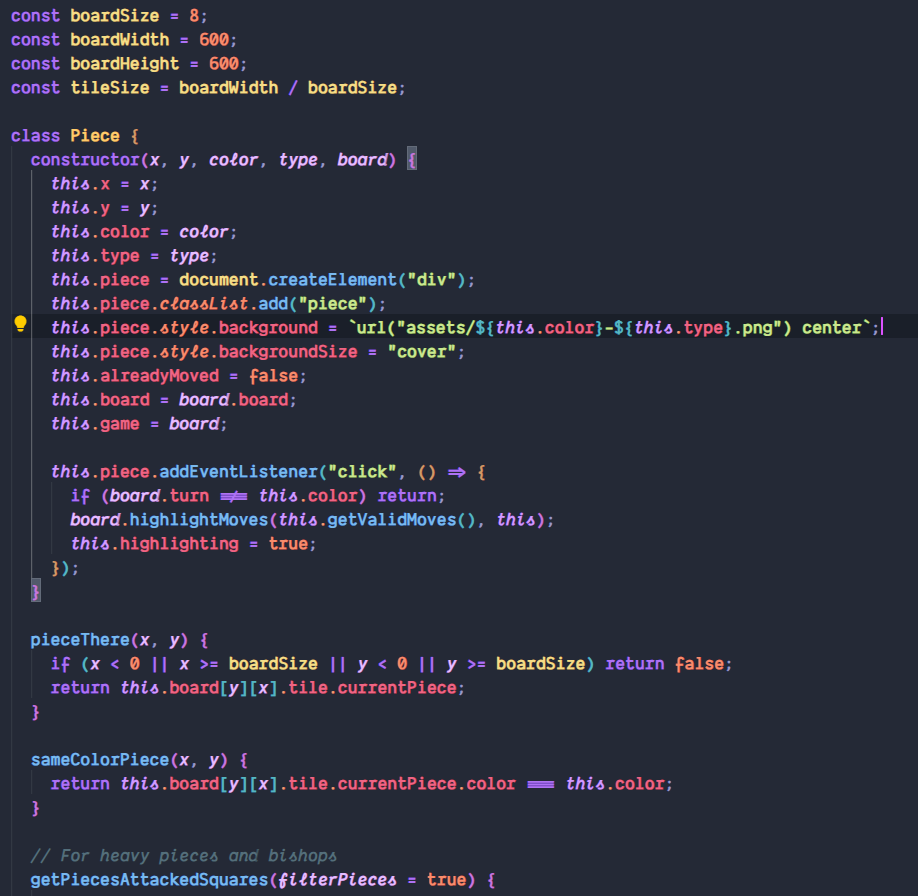 const boardSize = 8;
const boardWidth = 600;
const boardHeight = 600;
const tileSize = boardWidth / boardSize;
class Piece {
constructor(x, y, color, type, board) {
this.x = x;
this.y = y;
this.color = color;
this.type = type;
this.piece = document.createElement("div");
this.piece.classList.add("piece");
this.piece.style.background = `url("assets/${this.color}-${this.type}.png") center`;
this.piece.style.backgroundSize = "cover";
this.alreadyMoved = false;
this.board = board.board;
this.game = board;
this.piece.addEventListener("click", () => {
if (board.turn !== this.color) return;
board.highlightMoves(this.getValidMoves(), this);
this.highlighting = true;
});
}
pieceThere(x, y) {
if (x < 0 || x >= boardSize || y < 0 || y >= boardSize) return false;
return this.board[y][x].tile.currentPiece;
}
sameColorPiece(x, y) {
return this.board[y][x].tile.currentPiece.color === this.color;
}
// For heavy pieces and bishops
getPiecesAttackedSquares(filterPieces = true) {